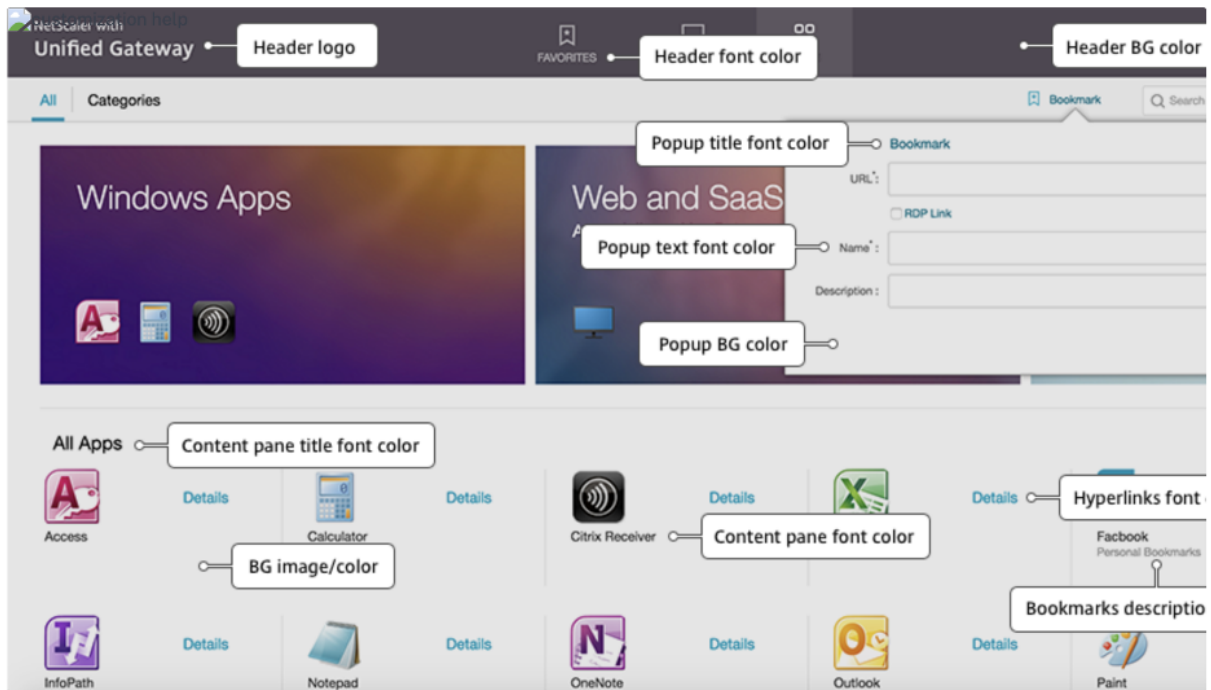 customization help
NetScaler with
Unified Gateway
Header logo
FAVORITES
Header font color
Header BG color
All
Categories
Bookmark
Search
Windows Apps
Web and SaaS
Popup title font color
Bookmark
URL*:
RDP Link
Popup text font color
Name*:
Description :
Popup BG color
All Apps
Content pane title font color
Details
Details
Details
Details
Hyperlinks font
Access
Calculator
Citrix Receiver
Content pane font color
Facbook
Personal Bookmarks
BG image/color
Bookmarks descriptio
Details
Details
Details
Details
InfoPath
Notepad
OneNote
Outlook
Paint